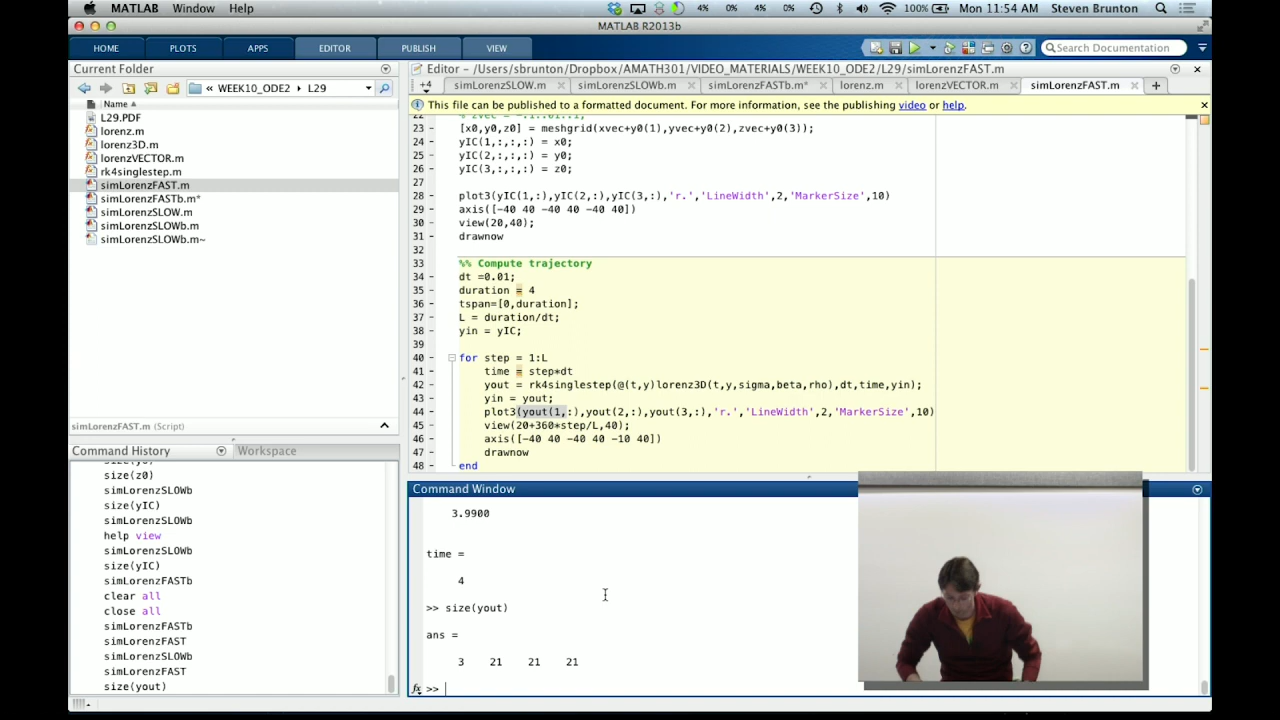 MATLAB Window Help 4% 0% 4% 0% 100% Mon 11:54 AM Steven Brunton
MATLAB R2013b
HOME PLOTS APPS EDITOR PUBLISH VIEW Search Documentation
Current Folder
« WEEK10_ODE2 ▸ L29
Name
L29.PDF
lorenz.m
lorenz3D.m
lorenzVECTOR.m
rk4singlestep.m
simLorenzFAST.m
simLorenzFASTb.m*
simLorenzSLOW.m
simLorenzSLOWb.m
simLorenzSLOWb.m~
simLorenzFAST.m (Script)
Command History Workspace
size(z0)
simLorenzSLOWb
size(yIC)
simLorenzSLOWb
help view
simLorenzSLOWb
size(yIC)
simLorenzFASTb
clear all
close all
simLorenzFASTb
simLorenzFAST
simLorenzSLOWb
simLorenzFAST
size(yout)
Editor - /Users/sbrunton/Dropbox/AMATH301/VIDEO_MATERIALS/WEEK10_ODE2/L29/simLorenzFAST.m
+4 simLorenzSLOW.m simLorenzSLOWb.m simLorenzFASTb.m* lorenz.m lorenzVECTOR.m simLorenzFAST.m
This file can be published to a formatted document. For more information, see the publishing video or help.
23 - [x0,y0,z0] = meshgrid(xvec+y0(1),yvec+y0(2),zvec+y0(3));
24 - yIC(1,:,:,:) = x0;
25 - yIC(2,:,:,:) = y0;
26 - yIC(3,:,:,:) = z0;
27
28 - plot3(yIC(1,:),yIC(2,:),yIC(3,:),'r.','LineWidth',2,'MarkerSize',10)
29 - axis([-40 40 -40 40 -40 40])
30 - view(20,40);
31 - drawnow
32
33 %% Compute trajectory
34 - dt =0.01;
35 - duration = 4
36 - tspan=[0,duration];
37 - L = duration/dt;
38 - yin = yIC;
39
40 - for step = 1:L
41 - time = step*dt
42 - yout = rk4singlestep(@(t,y)lorenz3D(t,y,sigma,beta,rho),dt,time,yin);
43 - yin = yout;
44 - plot3(yout(1,:),yout(2,:),yout(3,:),'r.','LineWidth',2,'MarkerSize',10)
45 - view(20+360*step/L,40);
46 - axis([-40 40 -40 40 -10 40])
47 - drawnow
48 - end
Command Window
3.9900
time =
4
>> size(yout)
ans =
3 21 21 21
fx >>